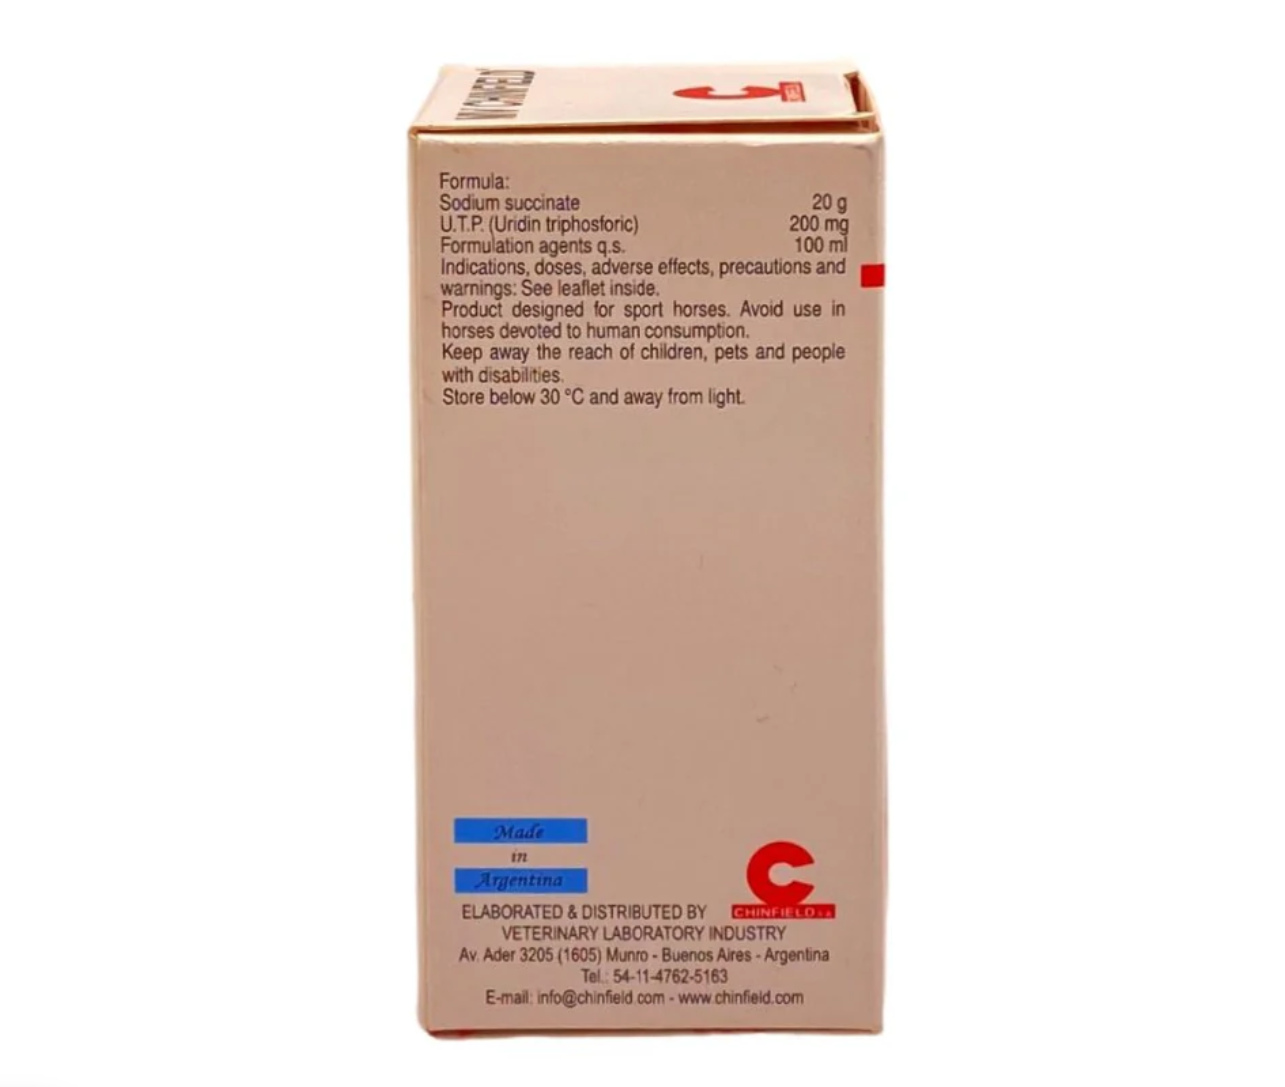 CHINFIELD
Formula:
Sodium succinate 20 g
U.T.P. (Uridin triphosforic) 200 mg
Formulation agents q.s. 100 ml
Indications, doses, adverse effects, precautions and
warnings: See leaflet inside.
Product designed for sport horses. Avoid use in
horses devoted to human consumption.
Keep away the reach of children, pets and people
with disabilities.
Store below 30 °C and away from light.
Made
in
Argentina
CHINFIELD S.A.
ELABORATED & DISTRIBUTED BY
VETERINARY LABORATORY INDUSTRY
Av. Ader 3205 (1605) Munro - Buenos Aires - Argentina
Tel.: 54-11-4762-5163
E-mail: info@chinfield.com - www.chinfield.com